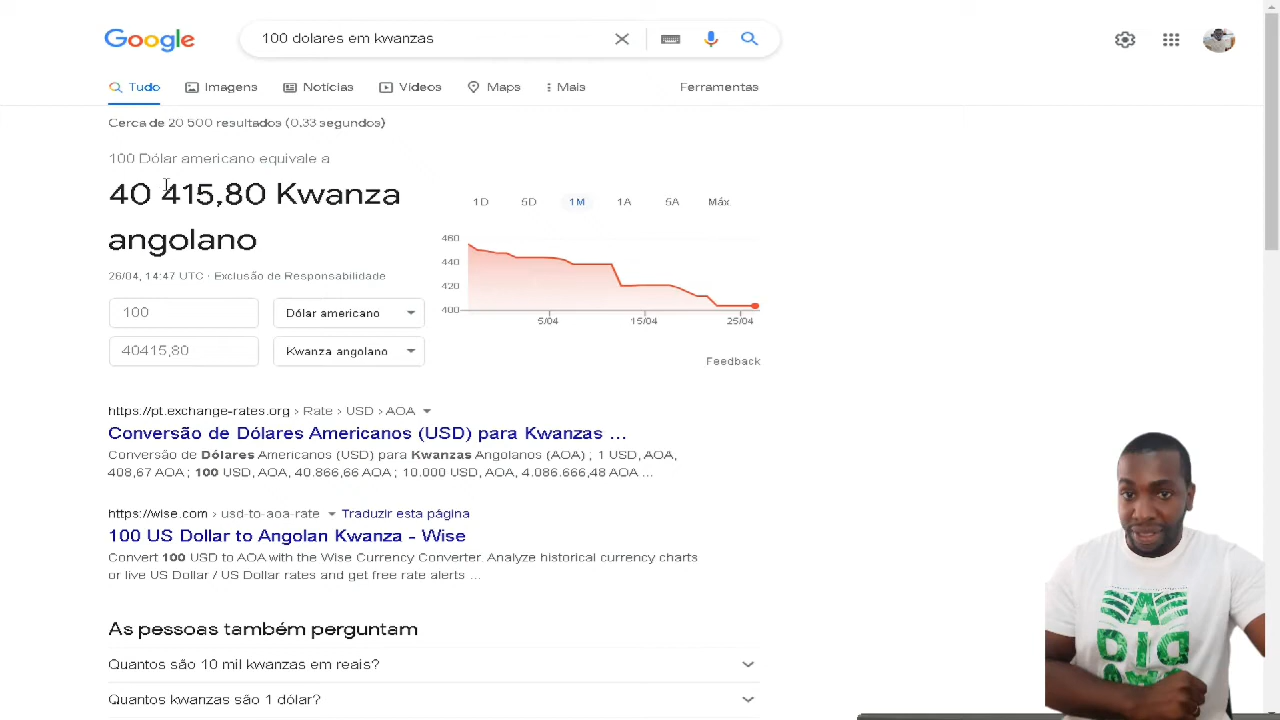 Google
100 dolares em kwanzas
Tudo Imagens Notícias Vídeos Maps Mais Ferramentas
Cerca de 20 500 resultados (0.33 segundos)
100 Dólar americano equivale a
40 415,80 Kwanza
angolano
26/04, 14:47 UTC · Exclusão de Responsabilidade
100 Dólar americano
40415,80 Kwanza angolano
1D 5D 1M 1A 5A Máx
460
440
420
400
5/04 15/04 25/04
Feedback
https://pt.exchange-rates.org › Rate › USD › AOA
Conversão de Dólares Americanos (USD) para Kwanzas ...
Conversão de Dólares Americanos (USD) para Kwanzas Angolanos (AOA) ; 1 USD, AOA,
408,67 AOA ; 100 USD, AOA, 40.866,66 AOA ; 10.000 USD, AOA, 4.086.666,48 AOA ...
https://wise.com › usd-to-aoa-rate Traduzir esta página
100 US Dollar to Angolan Kwanza - Wise
Convert 100 USD to AOA with the Wise Currency Converter. Analyze historical currency charts
or live US Dollar / US Dollar rates and get free rate alerts ...
As pessoas também perguntam
Quantos são 10 mil kwanzas em reais?
Quantos kwanzas são 1 dólar?